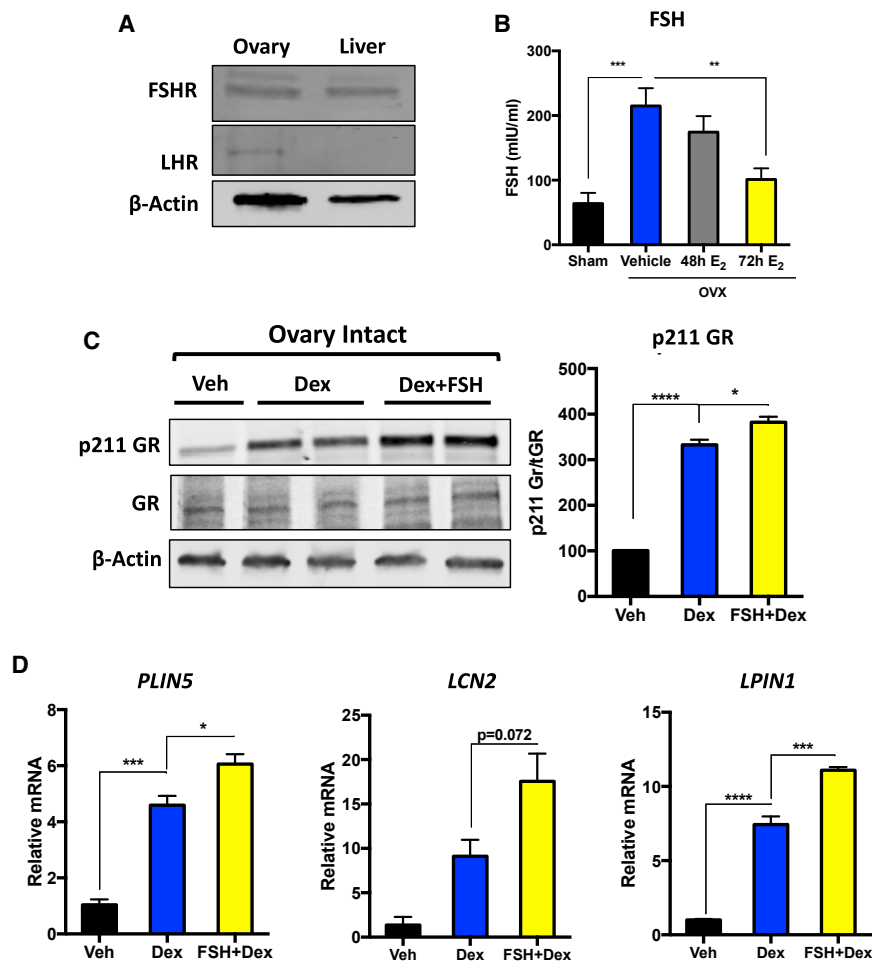 A
Ovary Liver
FSHR
LHR
β-Actin
B
FSH
FSH (mIU/ml)
300
200
100
0
***
**
Sham Vehicle 48h E2 72h E2
OVX
C
Ovary Intact
Veh Dex Dex+FSH
p211 GR
GR
β-Actin
p211 GR
p211 Gr/tGR
500
400
300
200
100
0
****
*
Veh Dex FSH+Dex
D
PLIN5
Relative mRNA
8
6
4
2
0
***
*
Veh Dex FSH+Dex
LCN2
Relative mRNA
25
20
15
10
5
0
p=0.072
Veh Dex FSH+Dex
LPIN1
Relative mRNA
15
10
5
0
****
***
Veh Dex FSH+Dex